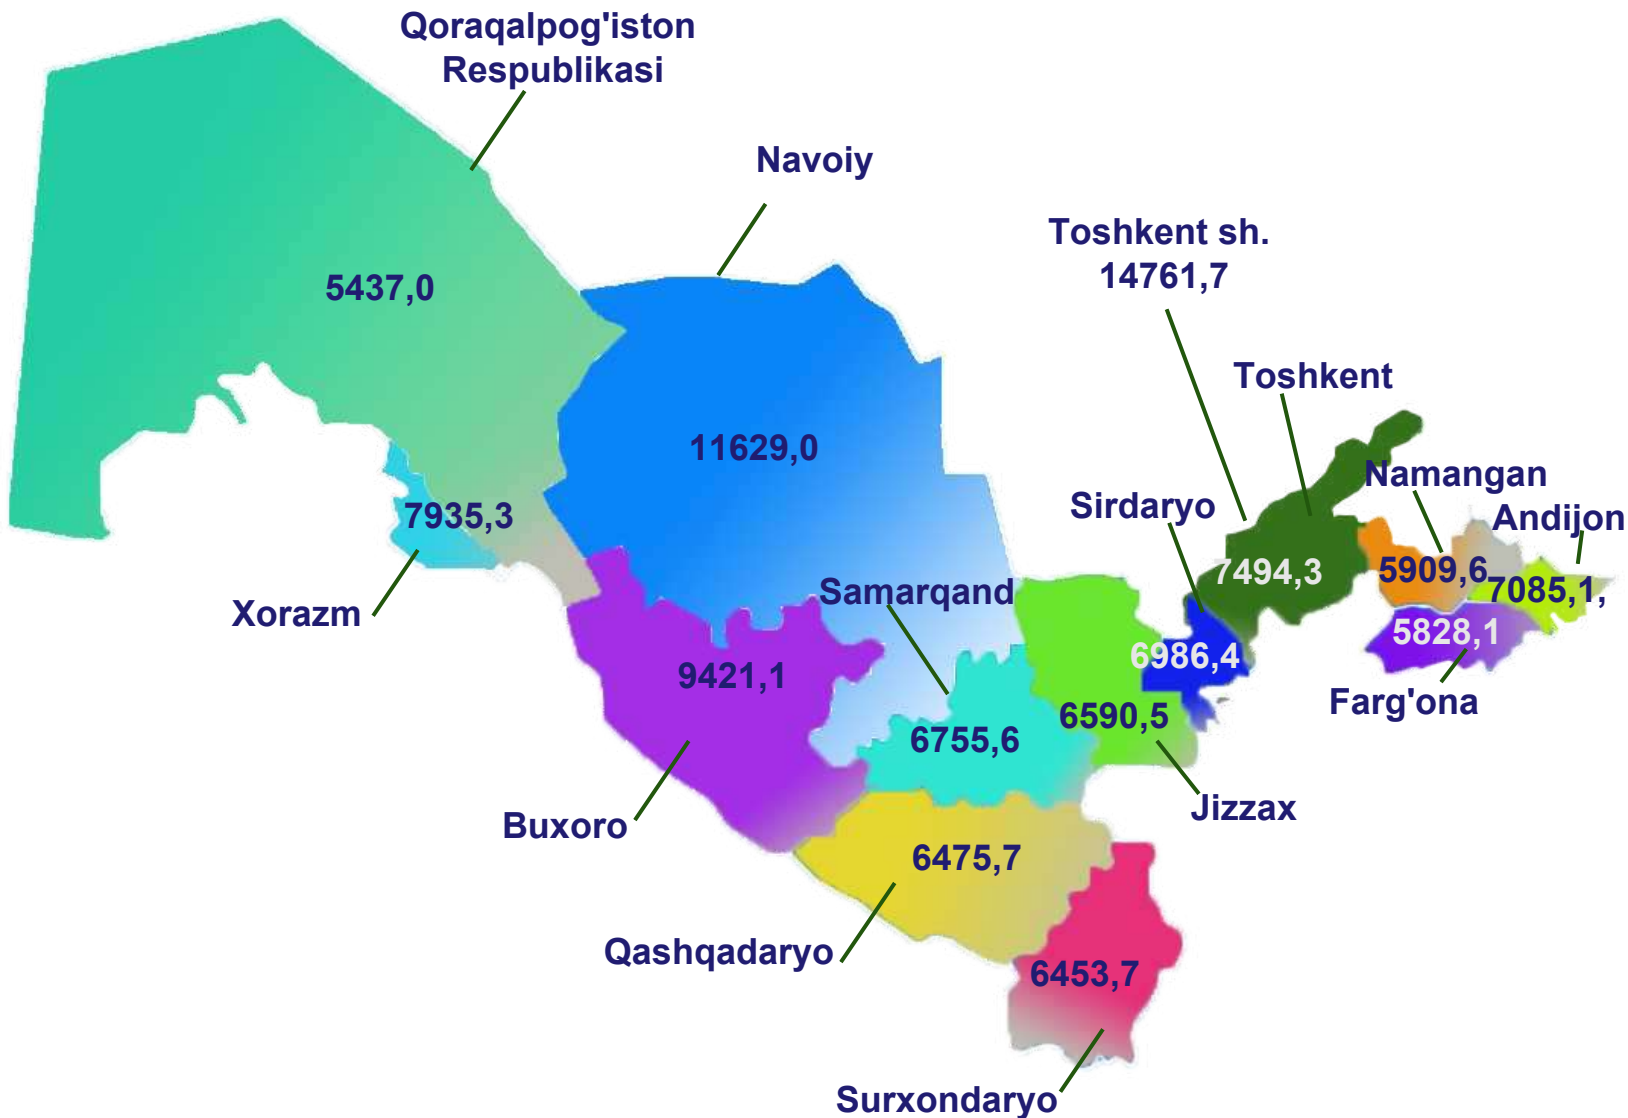 Qoraqalpog'iston
Respublikasi
Navoiy
Toshkent sh.
14761,7
5437,0
Toshkent
11629,0
Namangan
Sirdaryo
Andijon
7935,3
7494,3
5909,6
7085,1,
Samarqand
Xorazm
5828,1
6986,4
9421,1
Farg'ona
6590,5
6755,6
Jizzax
Buxoro
6475,7
Qashqadaryo
6453,7
Surxondaryo